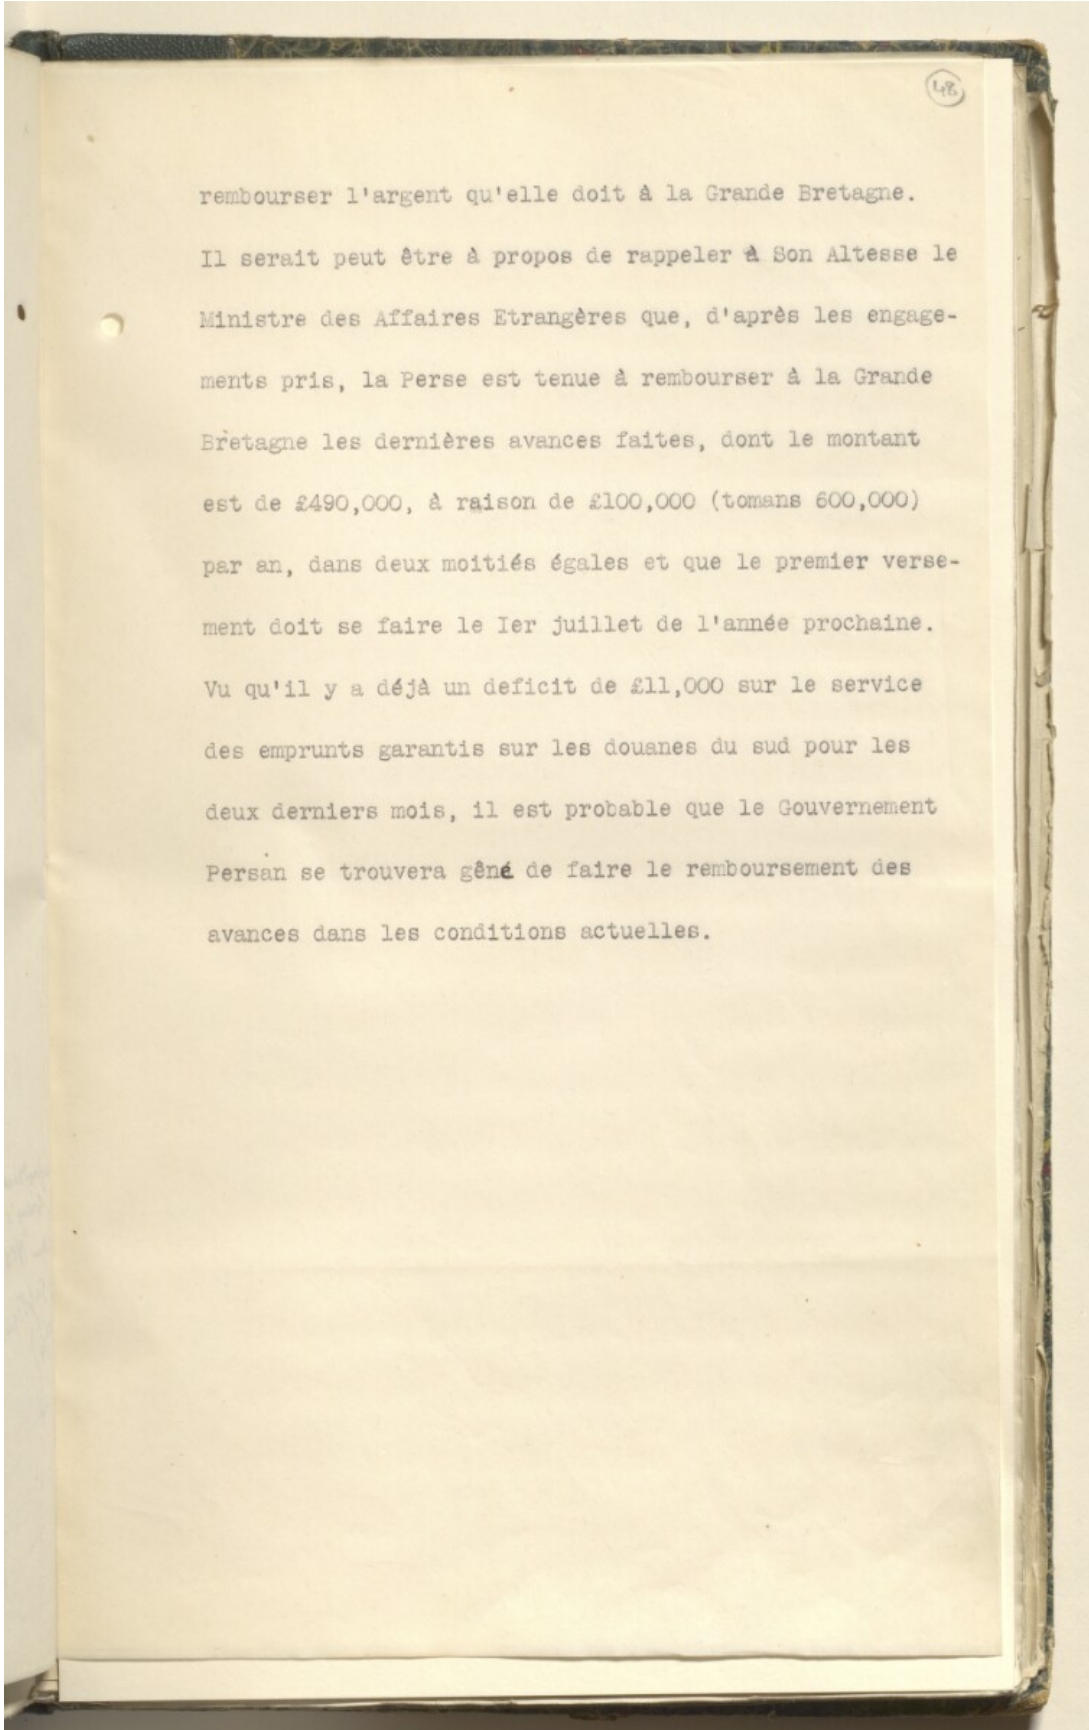 48
rembourser l'argent qu'elle doit à la Grande Bretagne.
Il serait peut être à propos de rappeler à Son Altesse le
Ministre des Affaires Etrangères que, d'après les engage-
ments pris, la Perse est tenue à rembourser à la Grande
Bretagne les dernières avances faites, dont le montant
est de £490,000, à raison de £100,000 (tomans 600,000)
par an, dans deux moitiés égales et que le premier verse-
ment doit se faire le Ier juillet de l'année prochaine.
Vu qu'il y a déjà un deficit de £11,000 sur le service
des emprunts garantis sur les douanes du sud pour les
deux derniers mois, il est probable que le Gouvernement
Persan se trouvera gêné de faire le remboursement des
avances dans les conditions actuelles.